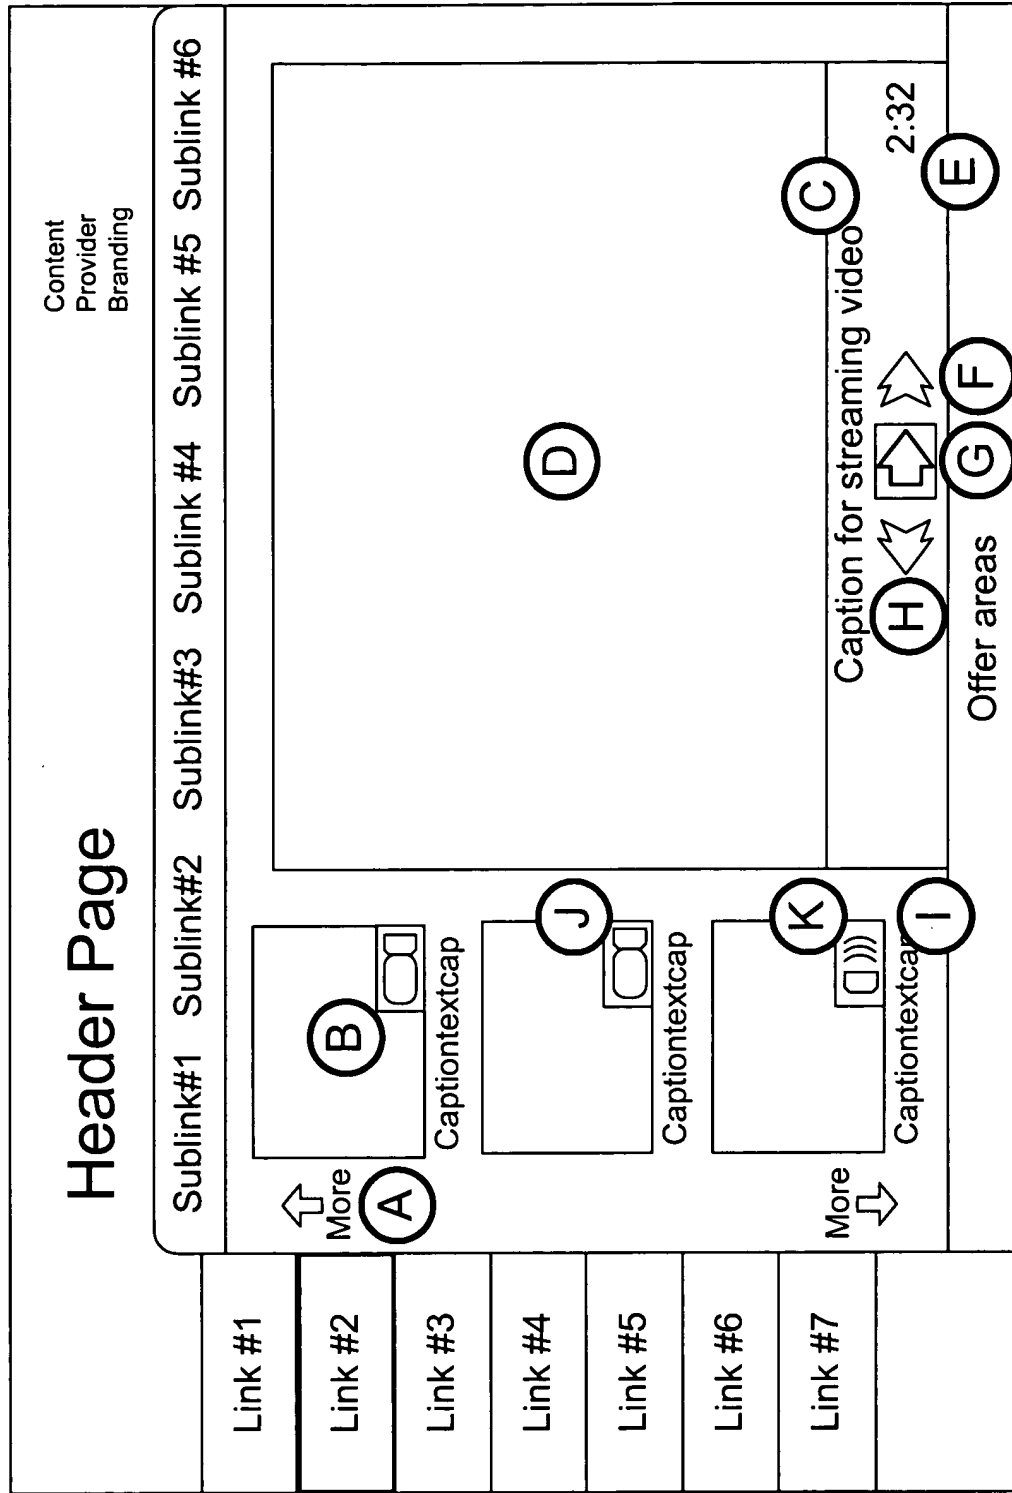 Header Page
Content
Provider
Branding
Sublink#1 Sublink#2 Sublink#3 Sublink #4 Sublink #5 Sublink #6
Link #1
Link #2
Link #3
Link #4
Link #5
Link #6
Link #7
More
A
B
Captiontextcap
J
Captiontextcap
K
More
Captiontextcap
I
D
C
Caption for streaming video
H
2:32
G
F
E
Offer areas